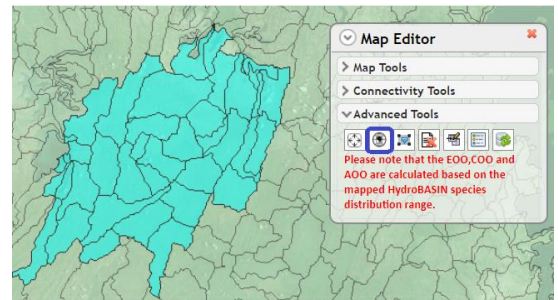 Map Editor
Map Tools
Connectivity Tools
Advanced Tools
Please note that the EOO,COO and
AOO are calculated based on the
mapped HydroBASIN species
distribution range.